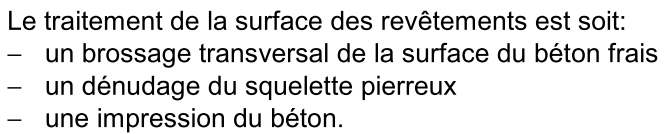 Le traitement de la surface des revêtements est soit:
– un brossage transversal de la surface du béton frais
– un dénudage du squelette pierreux
– une impression du béton.